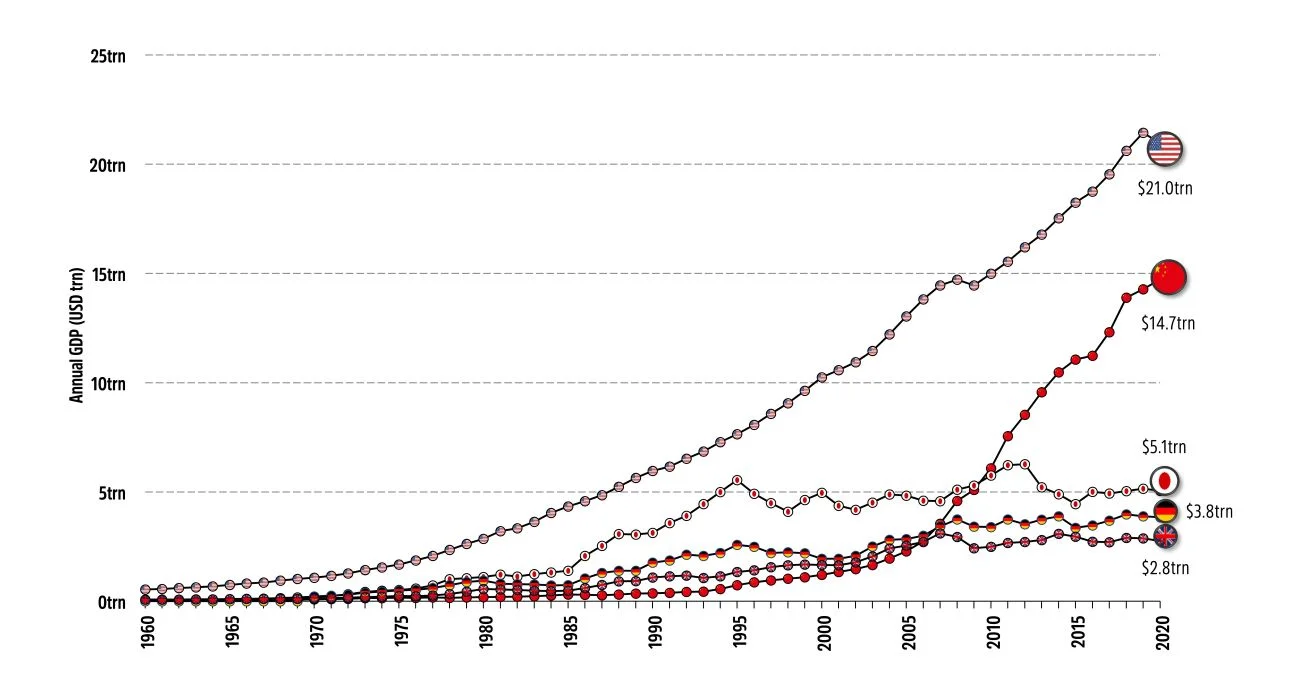 25trn
20trn
15trn
10trn
5trn
0trn
Annual GDP (USD trn)
$21.0trn
$14.7trn
$5.1trn
$3.8trn
$2.8trn
1960
1965
1970
1975
1980
1985
1990
1995
2000
2005
2010
2015
2020